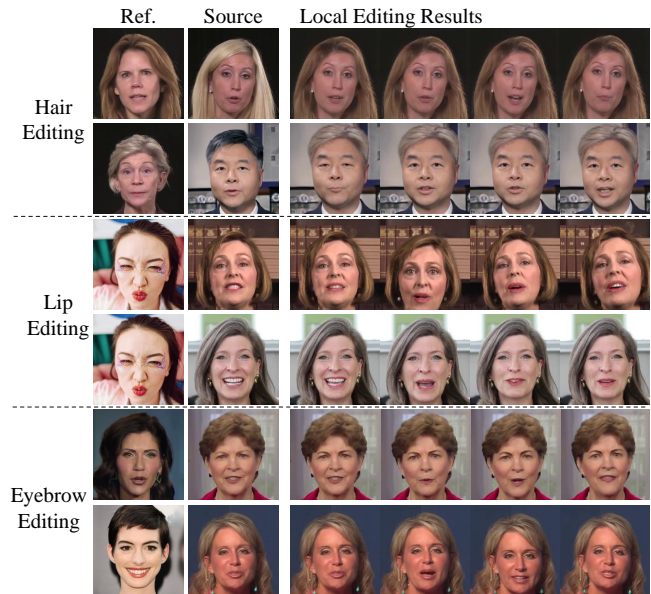 Ref. Source Local Editing Results
Hair
Editing
Lip
Editing
Eyebrow
Editing